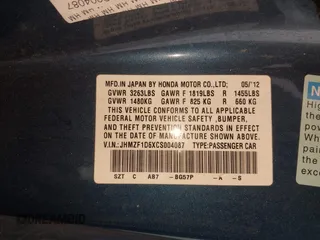 MFD. IN JAPAN BY HONDA MOTOR CO.,LTD. 05/'12
GVWR 3263LBS GAWR F 1819LBS R 1455LBS
GVWR 1480KG GAWR F 825 KG R 660 KG
THIS VEHICLE CONFORMS TO ALL APPLICABLE
FEDERAL MOTOR VEHICLE SAFETY ,BUMPER,
AND THEFT PREVENTION STANDARDS IN EFFECT
ON THE DATE OF MANUFACTURE SHOWN ABOVE.
V.I.N:JHMZF1D6XCS004087 TYPE:PASSENGER CAR
SZT C AB7 -BG57P -A -S